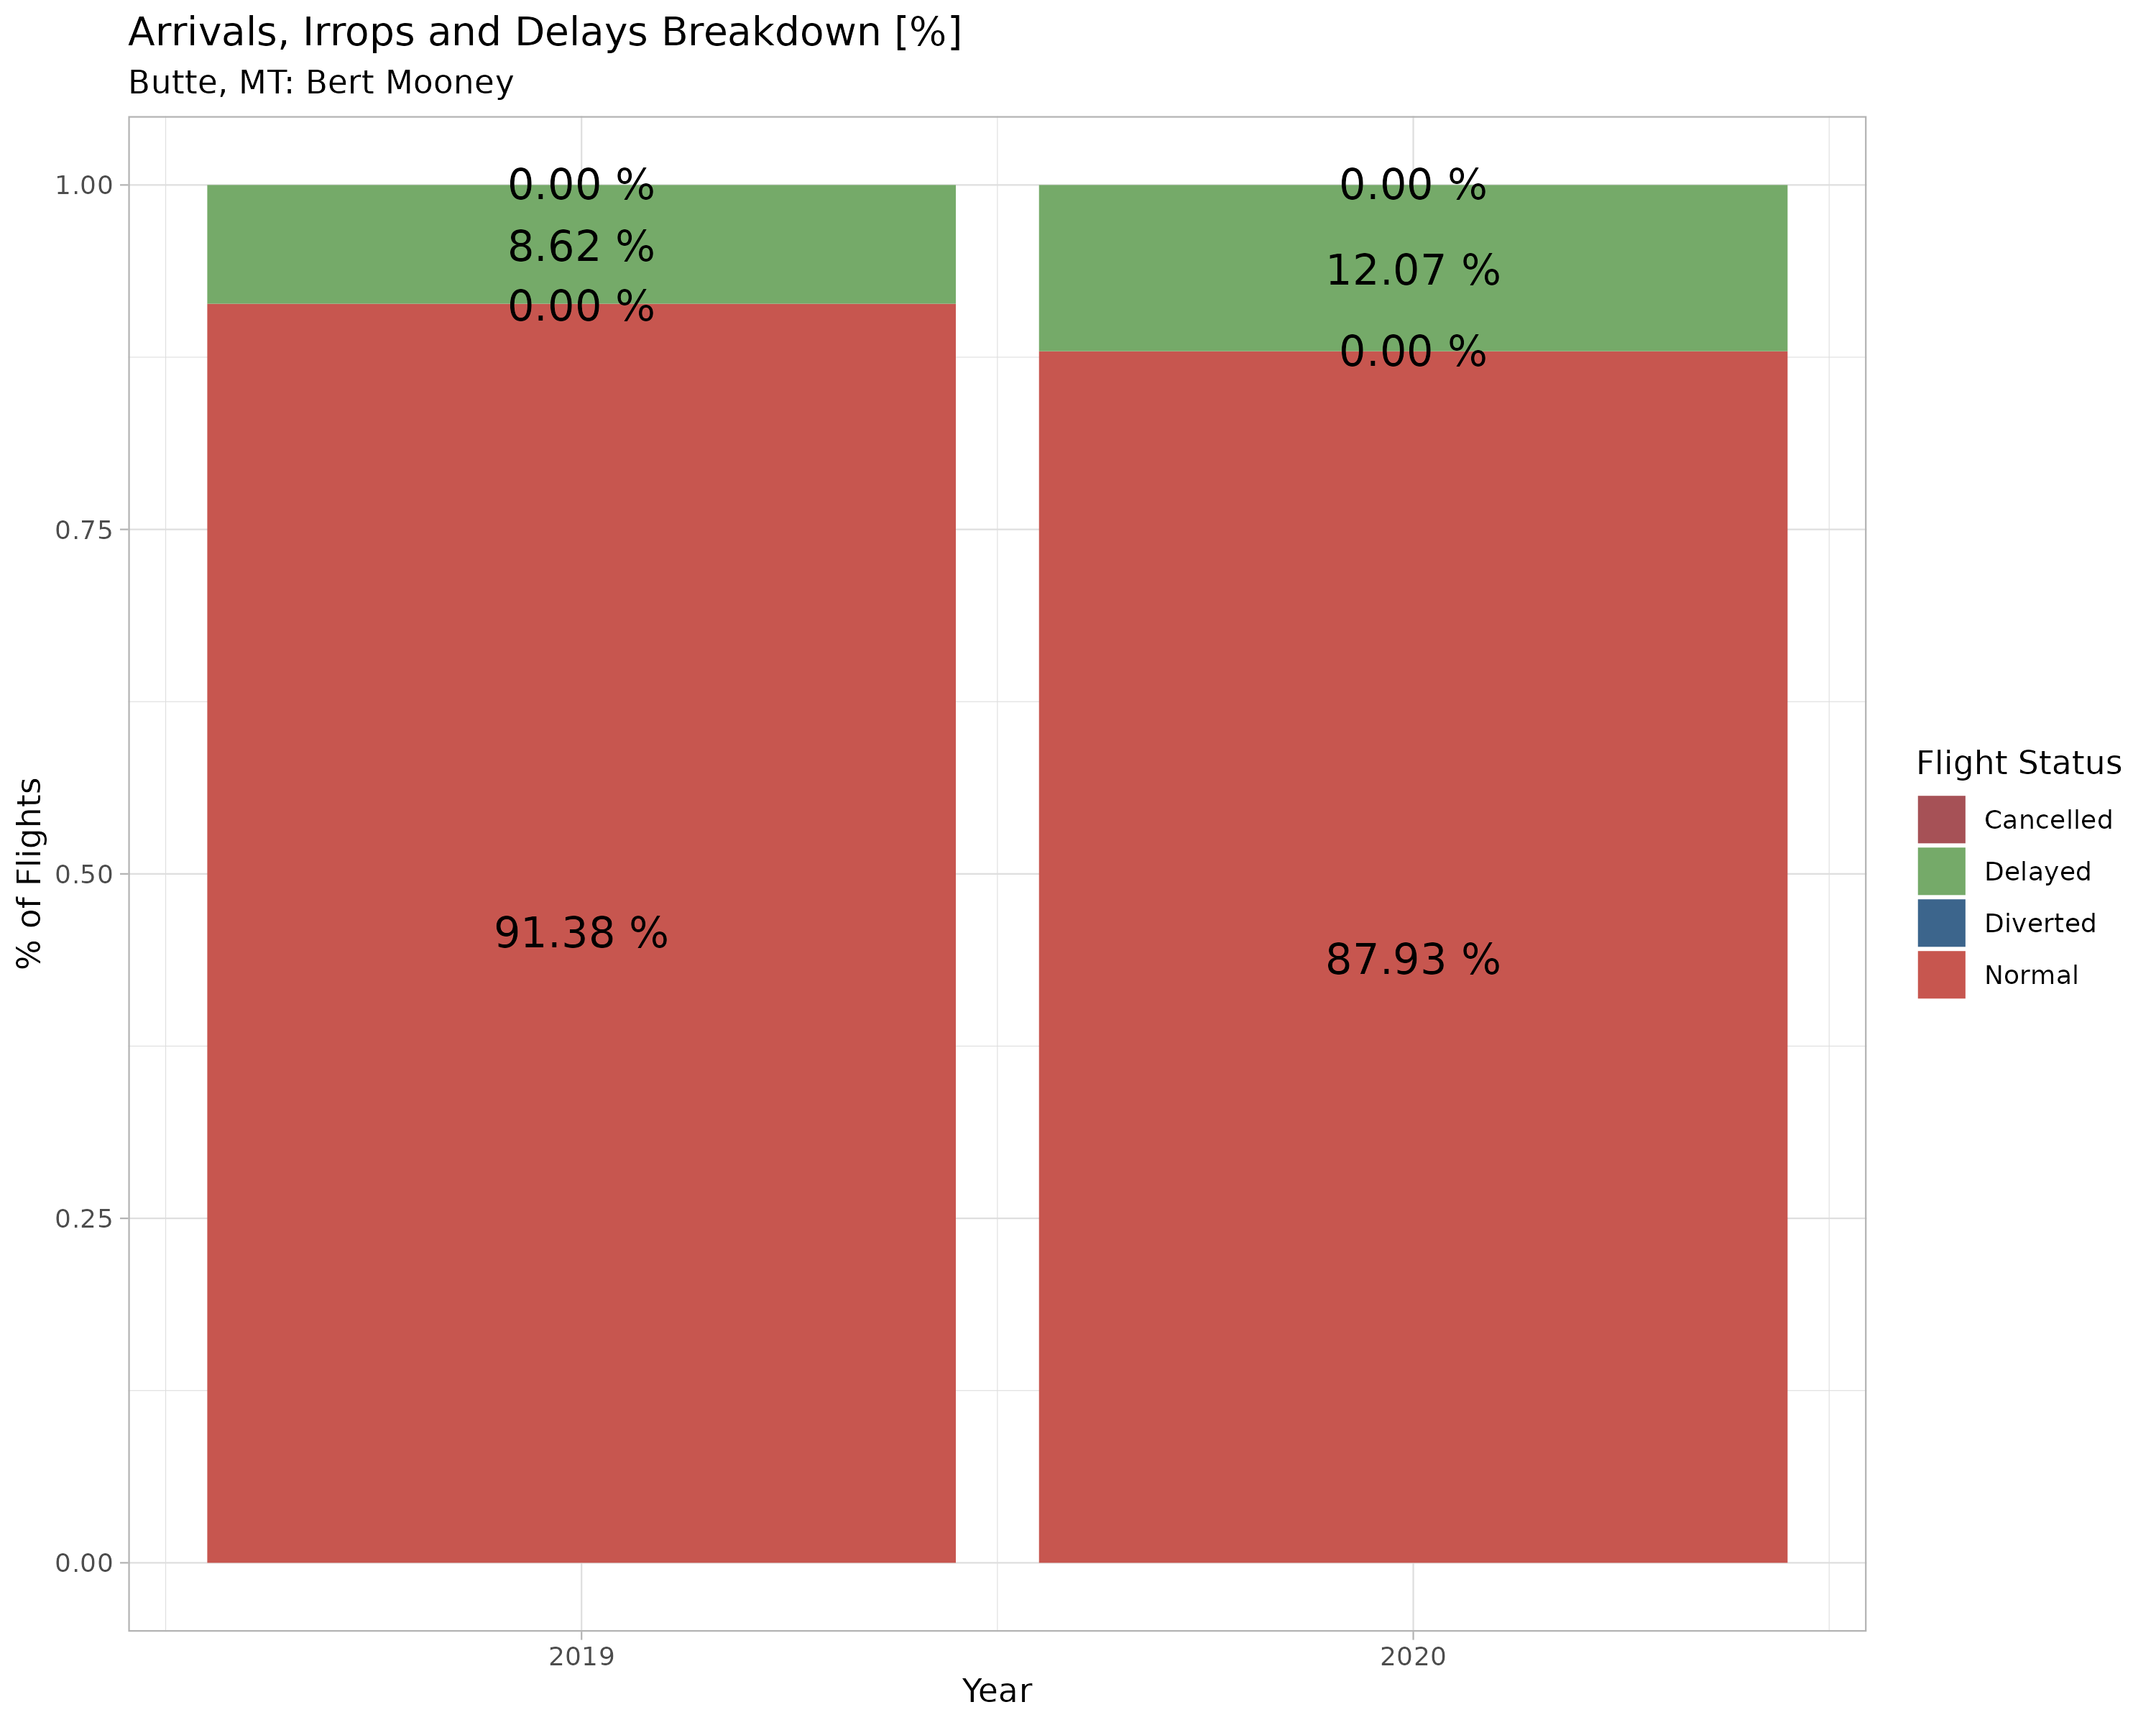 Arrivals, Irrops and Delays Breakdown [%]
Butte, MT: Bert Mooney
% of Flights
1.00
0.75
0.50
0.25
0.00
0.00 %
8.62 %
0.00 %
91.38 %
0.00 %
12.07 %
0.00 %
87.93 %
2019
2020
Year
Flight Status
Cancelled
Delayed
Diverted
Normal